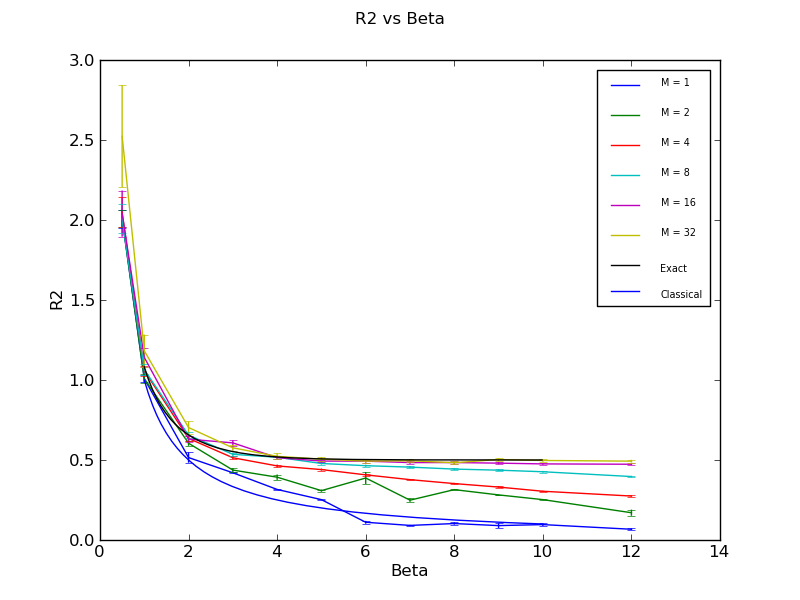 R2 vs Beta
3.0
2.5
2.0
1.5
1.0
0.5
0.0
R2
0
2
4
6
8
10
12
14
Beta
M = 1
M = 2
M = 4
M = 8
M = 16
M = 32
Exact
Classical